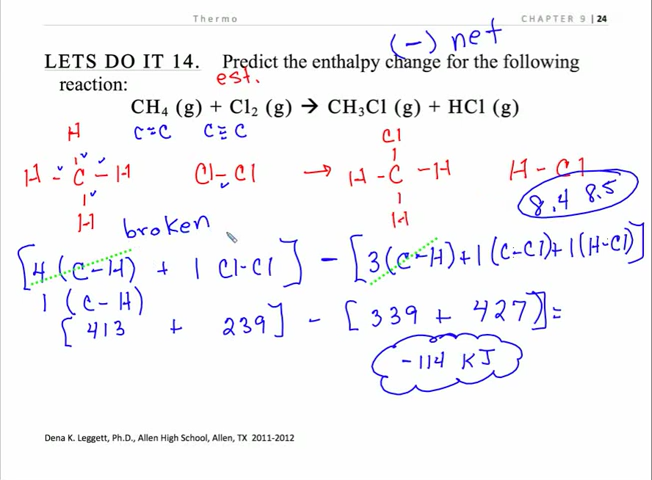 Thermo CHAPTER 9 | 24
(-) net
LETS DO IT 14. Predict the enthalpy change for the following
reaction: est.
CH₄ (g) + Cl₂ (g) → CH₃Cl (g) + HCl (g)
H C=C C≡C Cl
H - C - H Cl-Cl → H - C - H H - Cl
H H
8.4 8.5
broken
[4 (C-H) + 1 Cl-Cl] - [3(C-H)+1(C-Cl)+1(H-Cl)]
1 (C-H)
[413 + 239] - [339 + 427] =
-114 KJ
Dena K. Leggett, Ph.D., Allen High School, Allen, TX 2011-2012